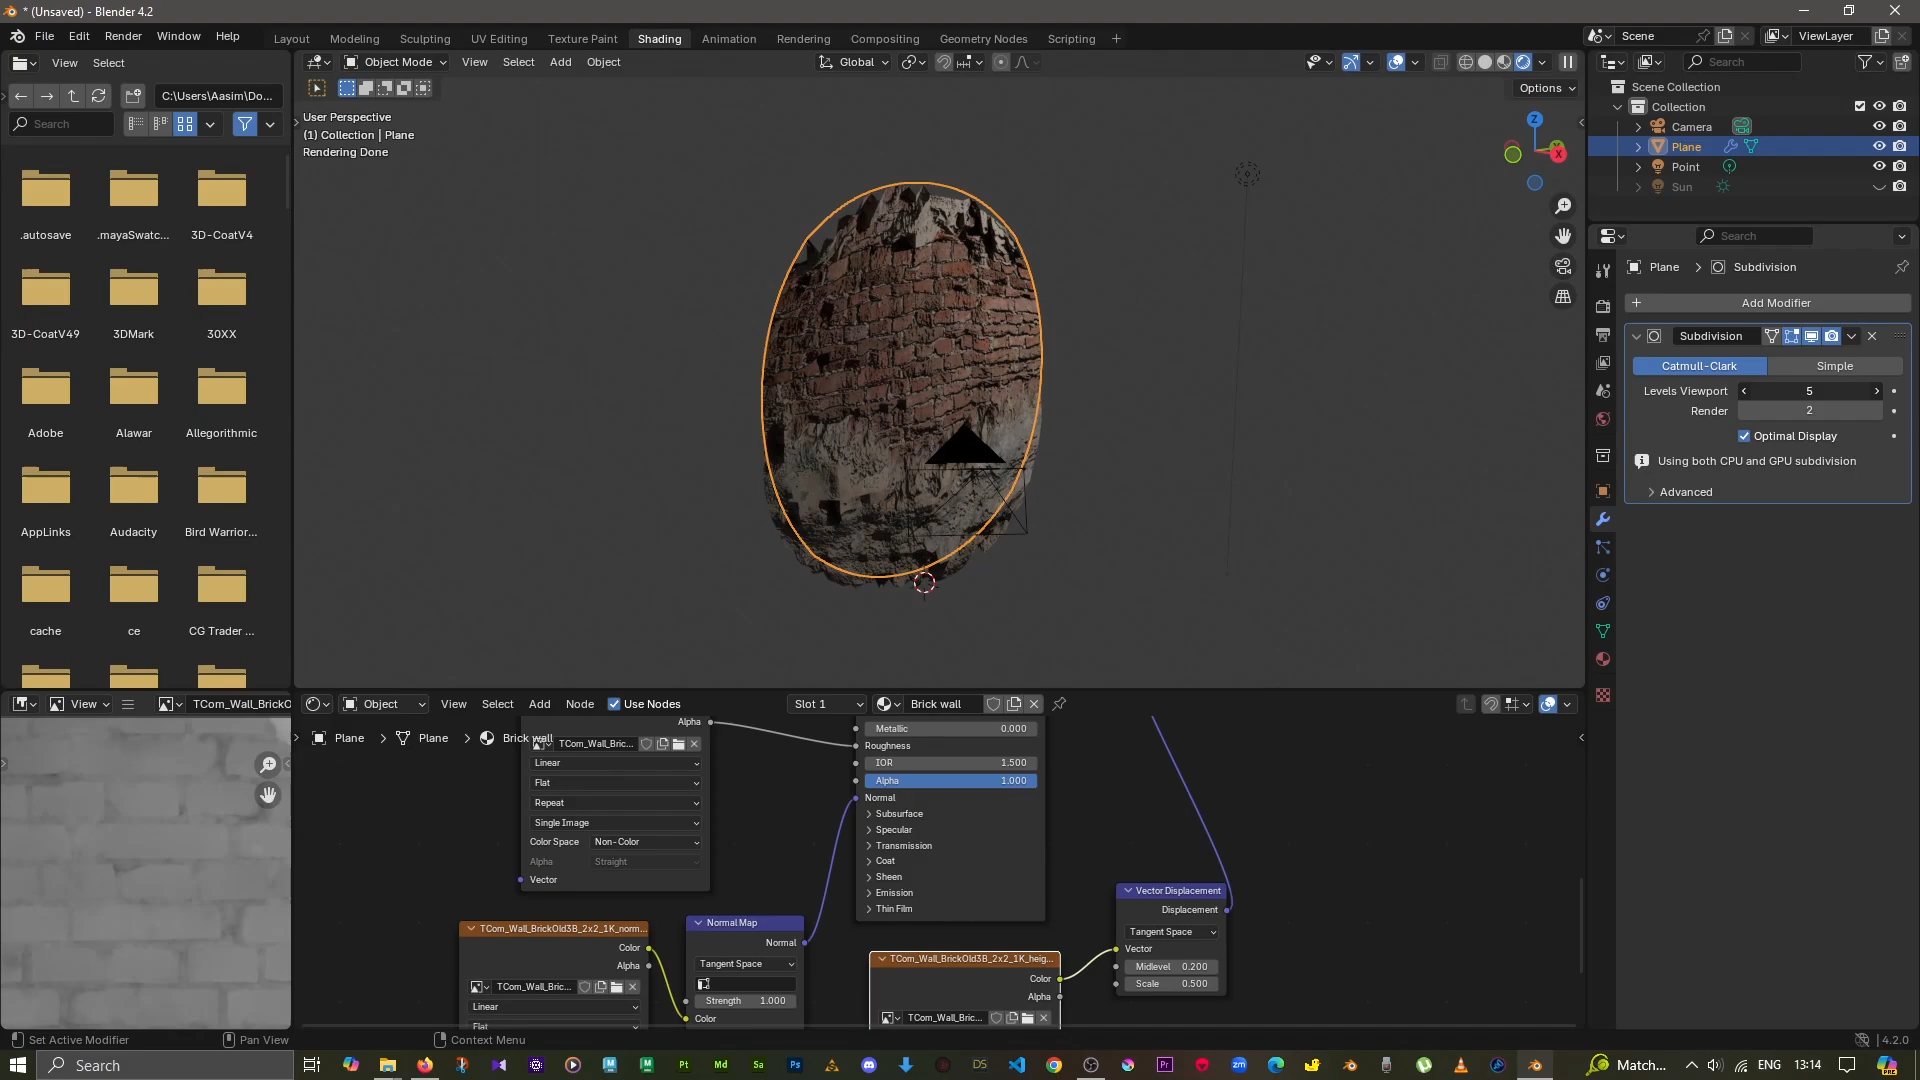 * (Unsaved) - Blender 4.2
File Edit Render Window Help
Layout Modeling Sculpting UV Editing Texture Paint Shading Animation Rendering Compositing Geometry Nodes Scripting +
Scene
ViewLayer
View Select
Object Mode View Select Add Object
Global
Search
C:\Users\Aasim\Do...
Options
Search
User Perspective
(1) Collection | Plane
Rendering Done
Z
X
Scene Collection
Collection
Camera
Plane
Point
Sun
.autosave .mayaSwatc... 3D-CoatV4
3D-CoatV49 3DMark 30XX
Adobe Alawar Allegorithmic
AppLinks Audacity Bird Warrior...
cache ce CG Trader ...
Search
Plane > Subdivision
+ Add Modifier
Subdivision
Catmull-Clark Simple
Levels Viewport 5
Render 2
Optimal Display
Using both CPU and GPU subdivision
Advanced
View TCom_Wall_BrickO
Object View Select Add Node Use Nodes Slot 1 Brick wall
Plane > Plane > Brick wall
Alpha
TCom_Wall_Bric...
Linear
Flat
Repeat
Single Image
Color Space Non-Color
Alpha Straight
Vector
Metallic 0.000
Roughness
IOR 1.500
Alpha 1.000
Normal
Subsurface
Specular
Transmission
Coat
Sheen
Emission
Thin Film
TCom_Wall_BrickOld3B_2x2_1K_norm...
Color
Alpha
TCom_Wall_Bric...
Linear
Flat
Normal Map
Normal
Tangent Space
Strength 1.000
Color
TCom_Wall_BrickOld3B_2x2_1K_heig...
Color
Alpha
TCom_Wall_Bric...
Vector Displacement
Displacement
Tangent Space
Vector
Midlevel 0.200
Scale 0.500
Set Active Modifier Pan View Context Menu 4.2.0
Search
Pt Md Sa Ps DS Pr zm
Match... ENG 13:14